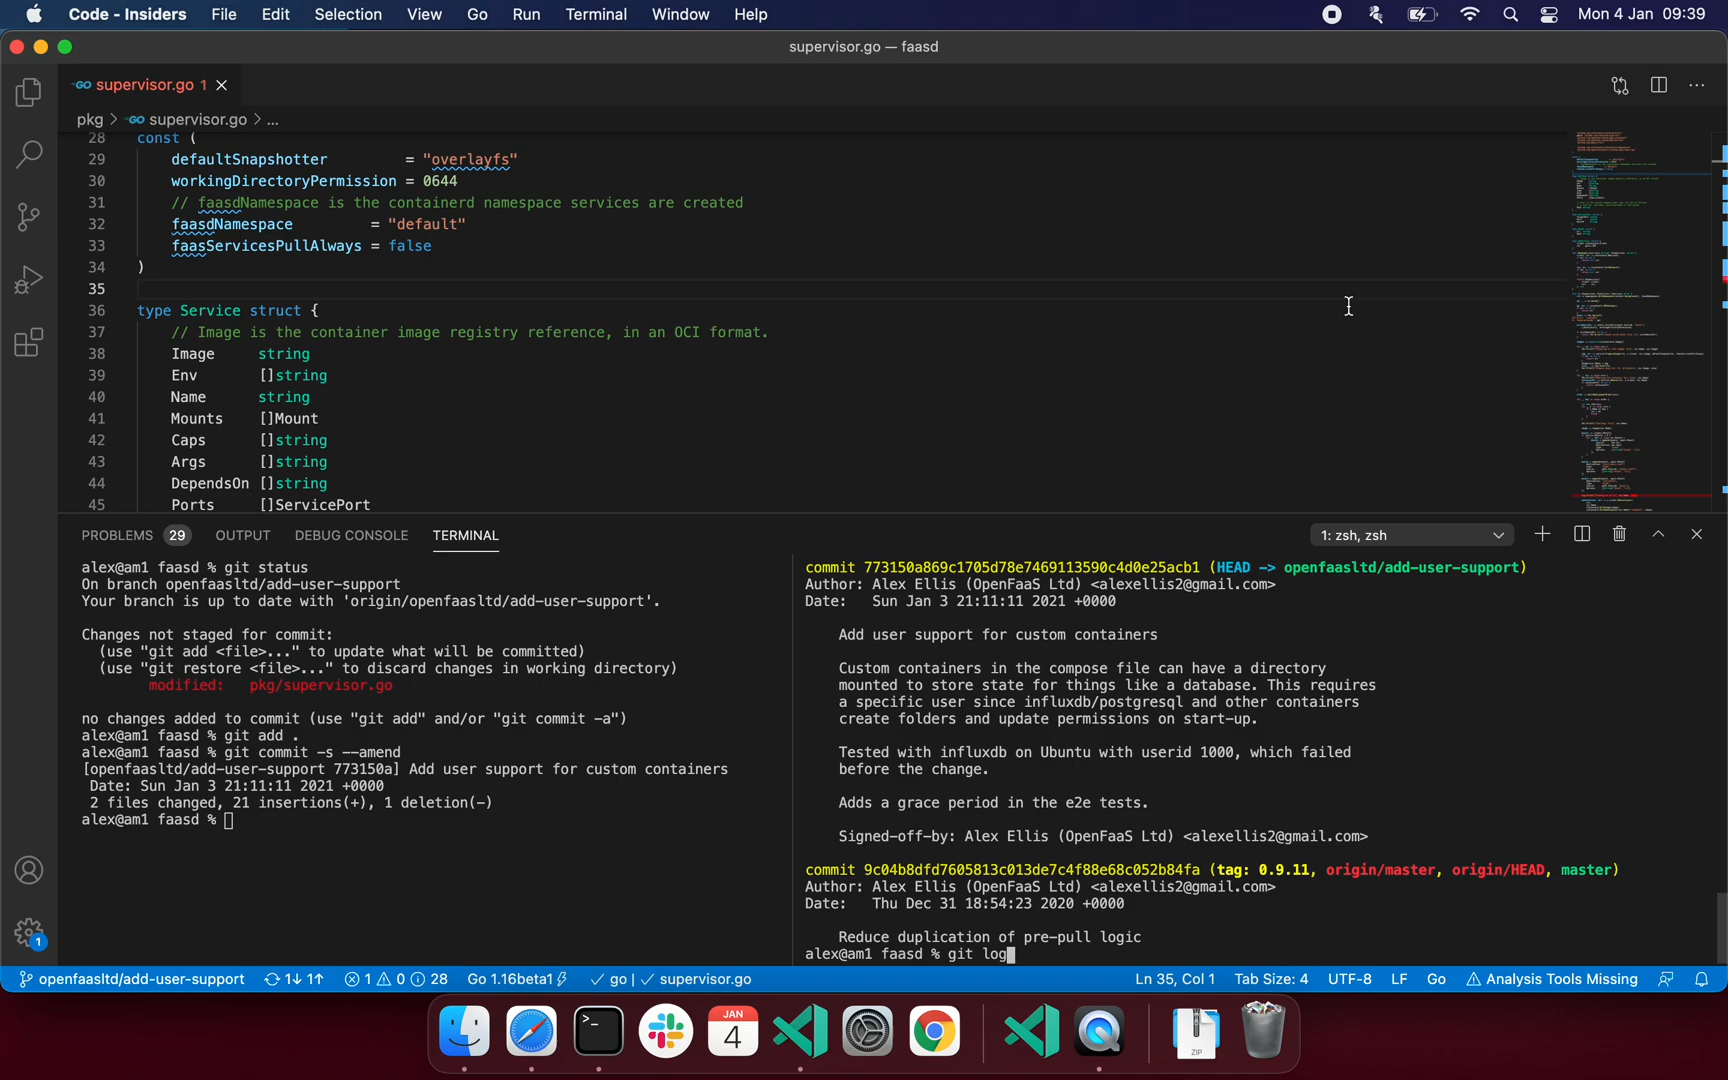 Code - Insiders File Edit Selection View Go Run Terminal Window Help Mon 4 Jan 09:39
supervisor.go — faasd
GO supervisor.go 1
pkg > GO supervisor.go > ...
28 const (
29 defaultSnapshotter = "overlayfs"
30 workingDirectoryPermission = 0644
31 // faasdNamespace is the containerd namespace services are created
32 faasdNamespace = "default"
33 faasServicesPullAlways = false
34 )
35
36 type Service struct {
37 // Image is the container image registry reference, in an OCI format.
38 Image string
39 Env []string
40 Name string
41 Mounts []Mount
42 Caps []string
43 Args []string
44 DependsOn []string
45 Ports []ServicePort
PROBLEMS 29 OUTPUT DEBUG CONSOLE TERMINAL 1: zsh, zsh
alex@am1 faasd % git status
On branch openfaasltd/add-user-support
Your branch is up to date with 'origin/openfaasltd/add-user-support'.
Changes not staged for commit:
(use "git add <file>..." to update what will be committed)
(use "git restore <file>..." to discard changes in working directory)
modified: pkg/supervisor.go
no changes added to commit (use "git add" and/or "git commit -a")
alex@am1 faasd % git add .
alex@am1 faasd % git commit -s --amend
[openfaasltd/add-user-support 773150a] Add user support for custom containers
Date: Sun Jan 3 21:11:11 2021 +0000
2 files changed, 21 insertions(+), 1 deletion(-)
alex@am1 faasd %
commit 773150a869c1705d78e7469113590c4d0e25acb1 (HEAD -> openfaasltd/add-user-support)
Author: Alex Ellis (OpenFaaS Ltd) <alexellis2@gmail.com>
Date: Sun Jan 3 21:11:11 2021 +0000
Add user support for custom containers
Custom containers in the compose file can have a directory
mounted to store state for things like a database. This requires
a specific user since influxdb/postgresql and other containers
create folders and update permissions on start-up.
Tested with influxdb on Ubuntu with userid 1000, which failed
before the change.
Adds a grace period in the e2e tests.
Signed-off-by: Alex Ellis (OpenFaaS Ltd) <alexellis2@gmail.com>
commit 9c04b8dfd7605813c013de7c4f88e68c052b84fa (tag: 0.9.11, origin/master, origin/HEAD, master)
Author: Alex Ellis (OpenFaaS Ltd) <alexellis2@gmail.com>
Date: Thu Dec 31 18:54:23 2020 +0000
Reduce duplication of pre-pull logic
alex@am1 faasd % git log
1
openfaasltd/add-user-support 1↓ 1↑ 1 0 28 Go 1.16beta1 ✓ go | ✓ supervisor.go Ln 35, Col 1 Tab Size: 4 UTF-8 LF Go Analysis Tools Missing
JAN
4
ZIP